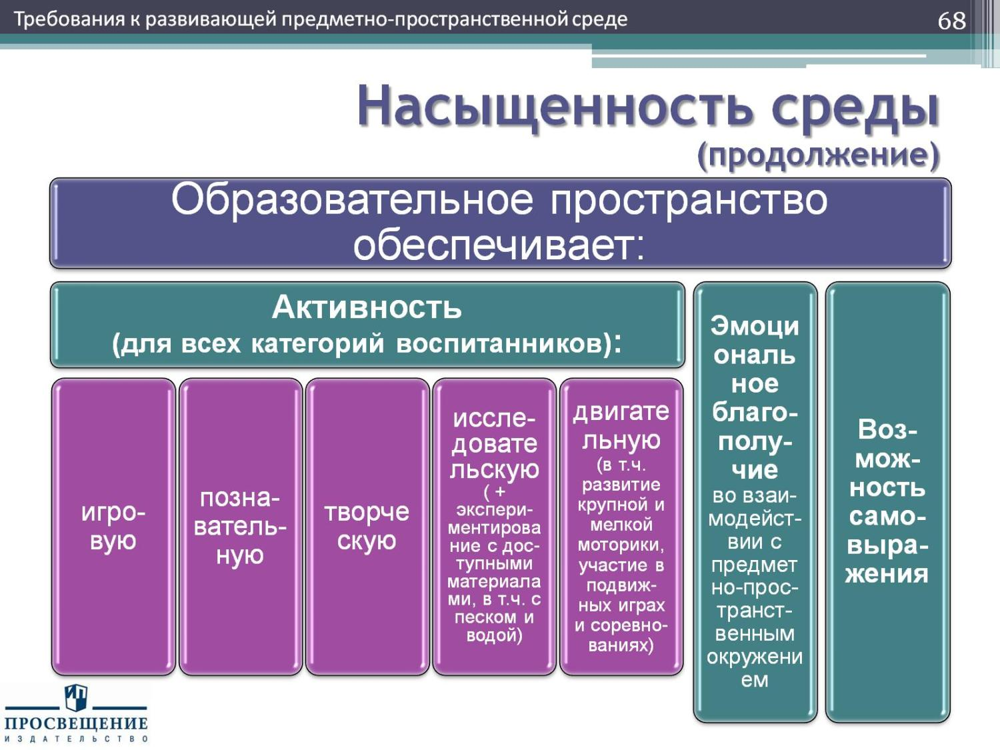 Требования к развивающей предметно-пространственной среде
68
Насыщенность среды
(продолжение)
Образовательное пространство
обеспечивает:
Активность
(для всех категорий воспитанников):
игро-
вую
позна-
ватель-
ную
творче
скую
иссле-
довате
льскую
( +
экспери-
ментирова
ние с дос-
тупными
материала
ми, в т.ч. с
песком и
водой)
двигате
льную
(в т.ч.
развитие
крупной и
мелкой
моторики,
участие в
подвиж-
ных играх
и соревно-
ваниях)
Эмоци
ональ
ное
благо-
полу-
чие
во взаи-
модейст-
вии с
предмет
но-прос-
транст-
венным
окружени
ем
Воз-
мож-
ность
само-
выра-
жения
ИП
ПРОСВЕЩЕНИЕ
ИЗДАТЕЛЬСТВО